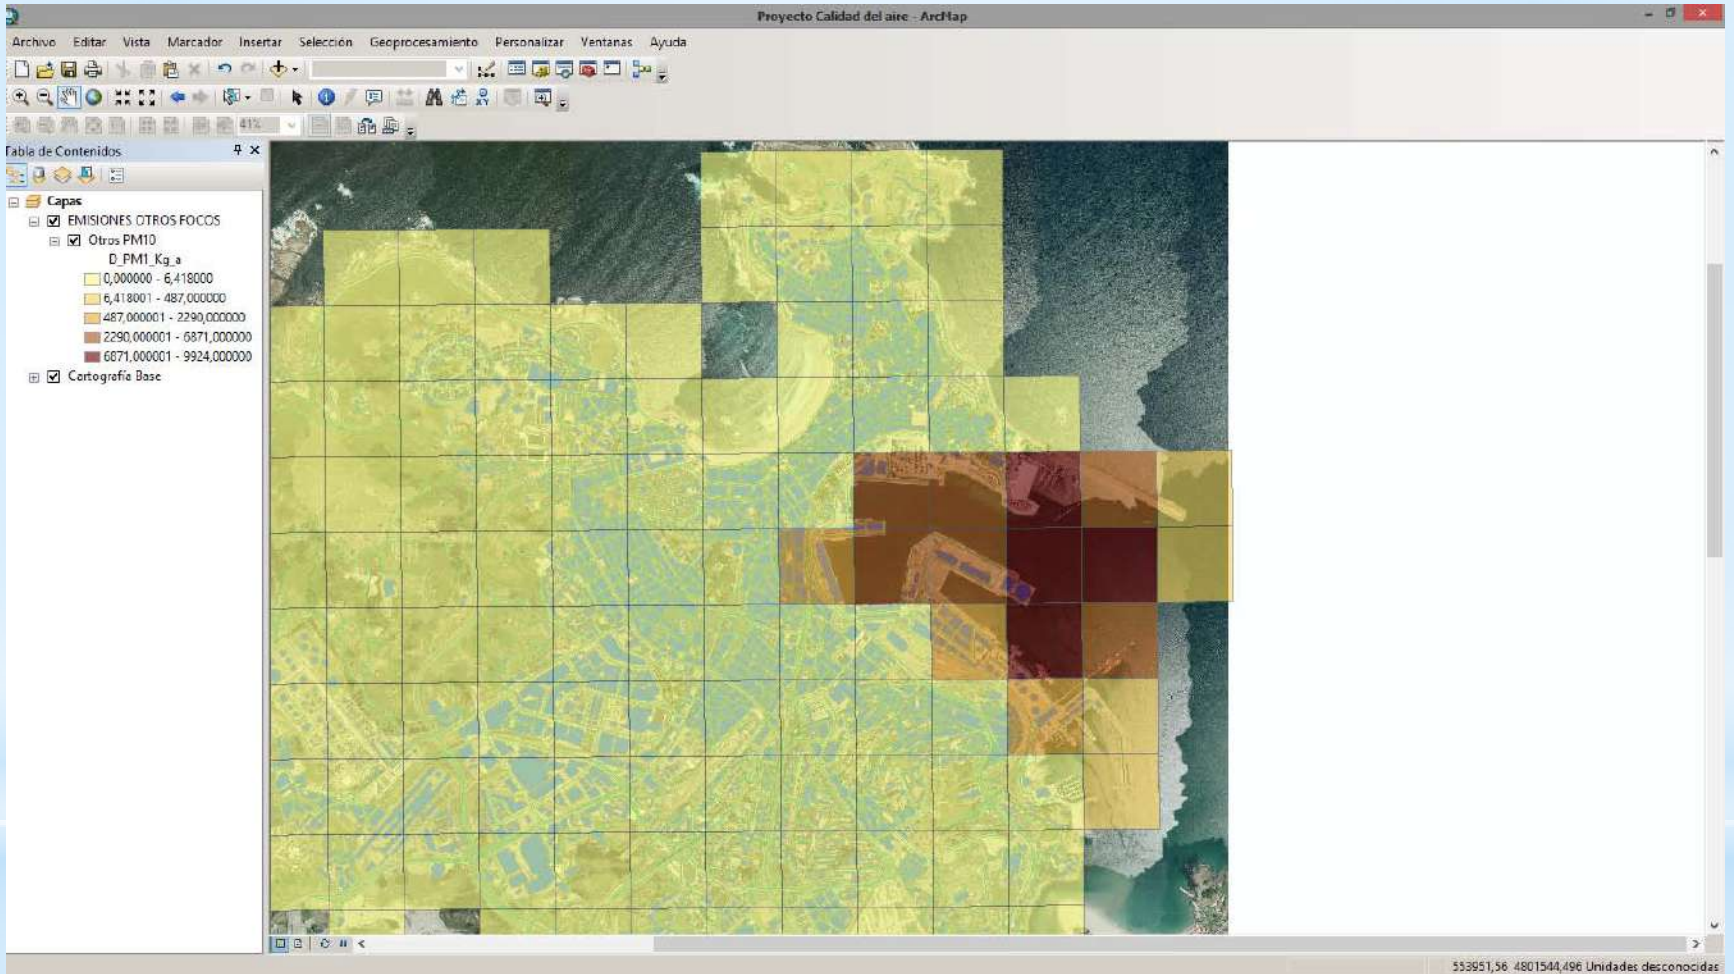 Proyecto Calidad del aire - ArcMap
Archivo Editar Vista Marcador Insertar Selección Geoprocesamiento Personalizar Ventanas Ayuda
41%
Tabla de Contenidos
Capas
EMISIONES OTROS FOCOS
Otros PM10
D_PM1_Kg_a
0,000000 - 6,418000
6,418001 - 487,000000
487,000001 - 2290,000000
2290,000001 - 6871,000000
6871,000001 - 9924,000000
Cartografía Base
553951,56 4801544,496 Unidades desconocidas